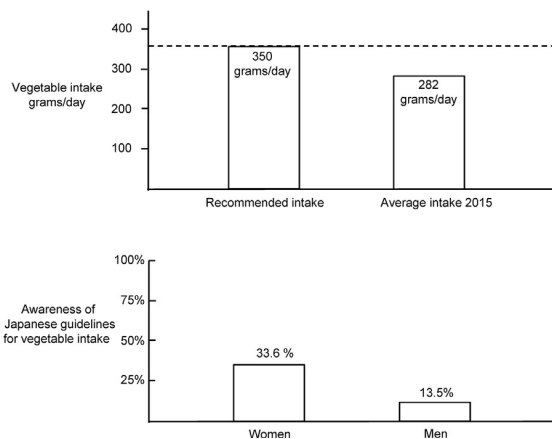 400
300
200
100
Vegetable intake
grams/day
350
grams/day
282
grams/day
Recommended intake
Average intake 2015
100%
75%
50%
25%
Awareness of
Japanese guidelines
for vegetable intake
33.6 %
13.5%
Women
Men